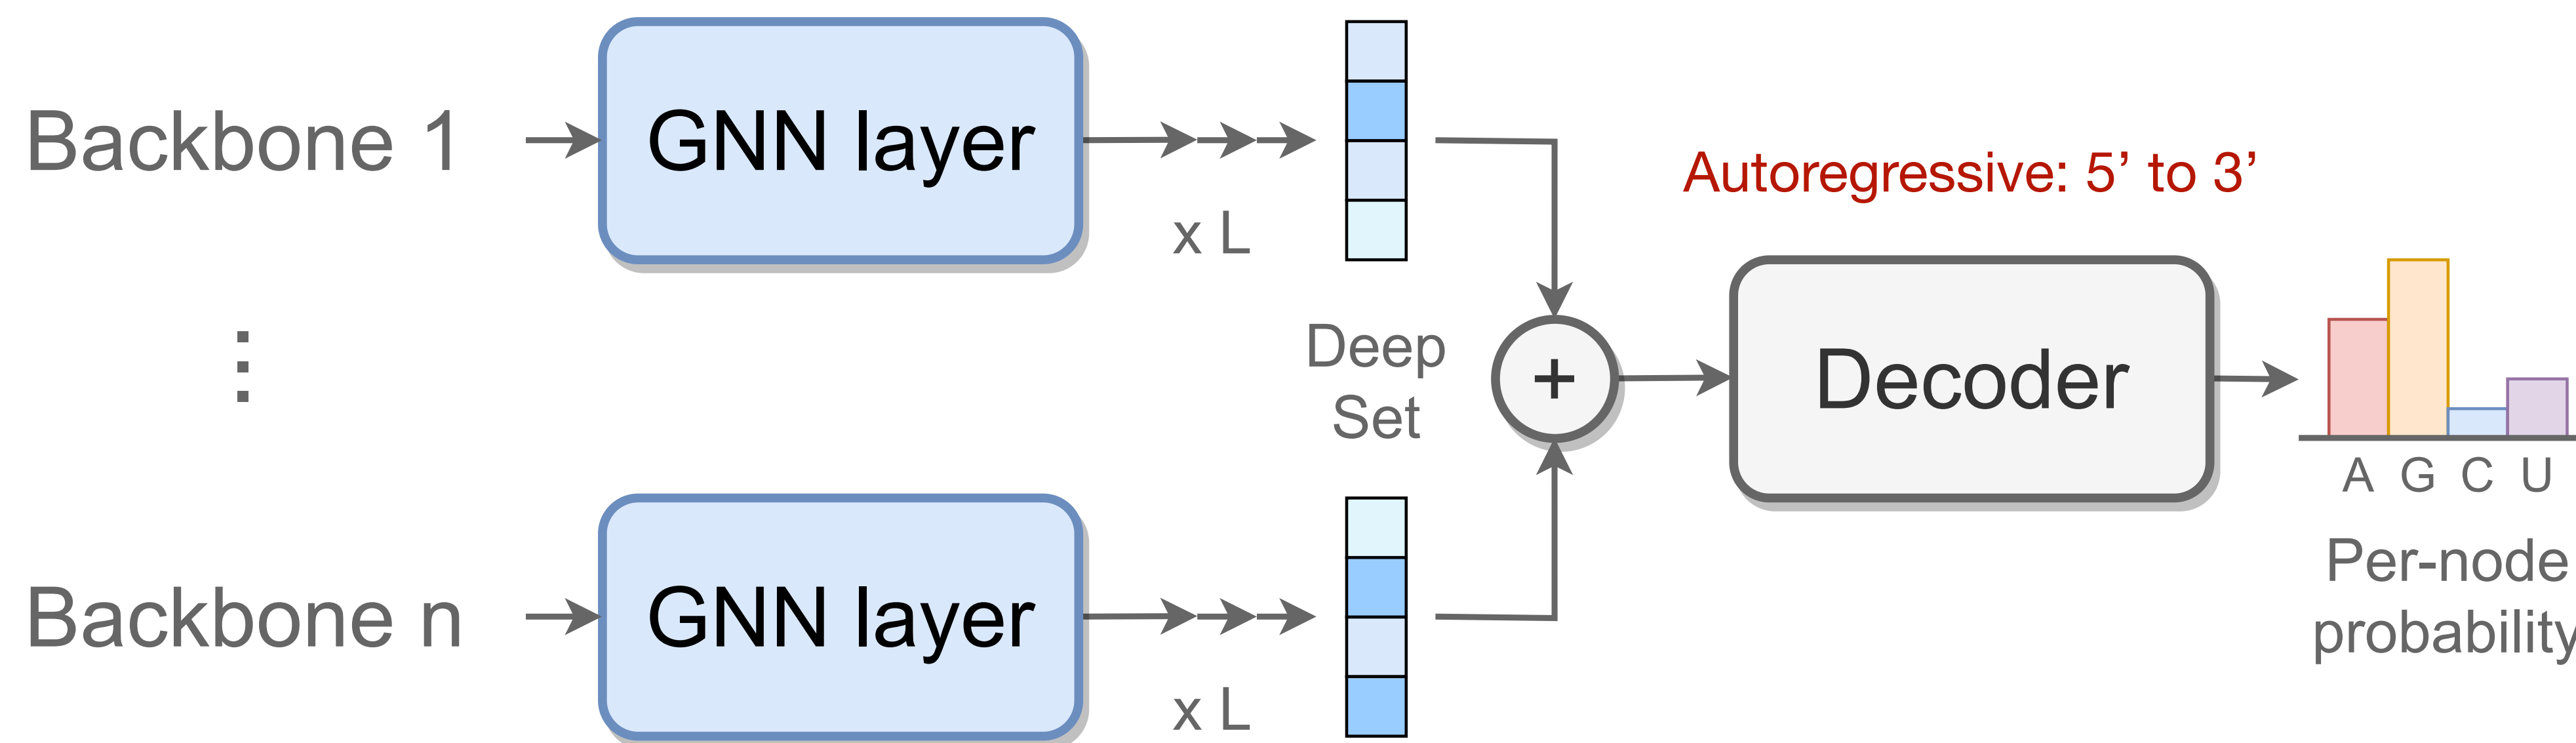 Backbone 1
GNN layer
x L
Autoregressive: 5’ to 3’
Deep
Set
+
Decoder
A G C U
Per-node
probability
⋮
Backbone n
GNN layer
x L